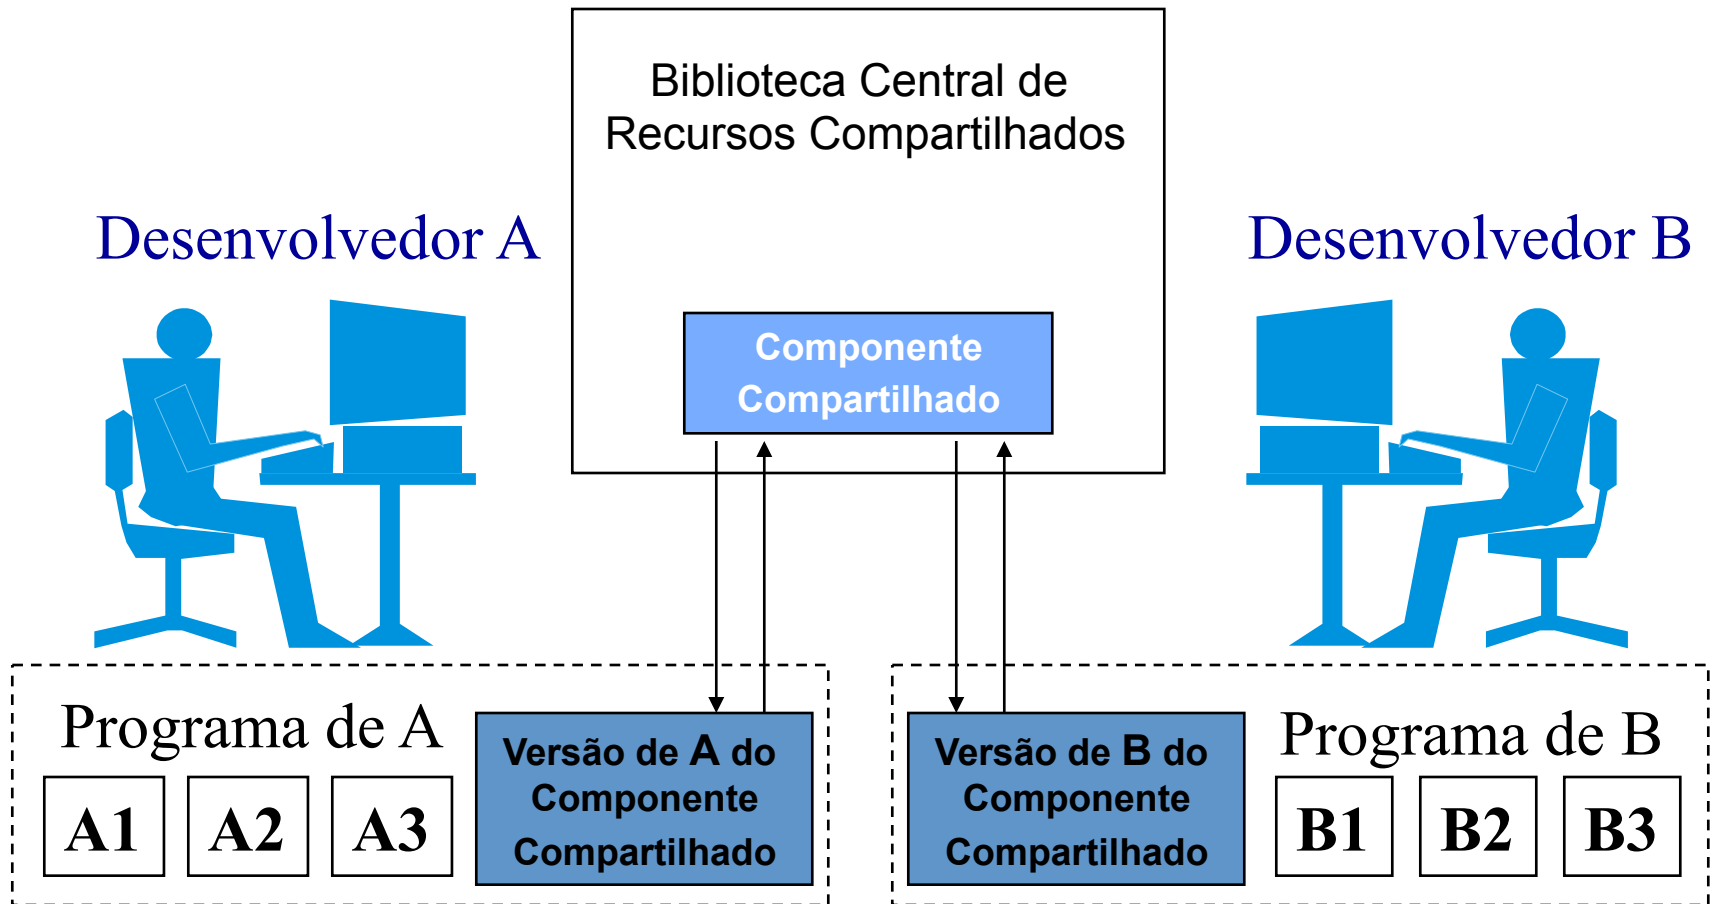 Biblioteca Central de
Recursos Compartilhados
Desenvolvedor A
Desenvolvedor B
Componente
Compartilhado
Programa de A
A1 A2 A3
Versão de A do
Componente
Compartilhado
Versão de B do
Componente
Compartilhado
Programa de B
B1 B2 B3